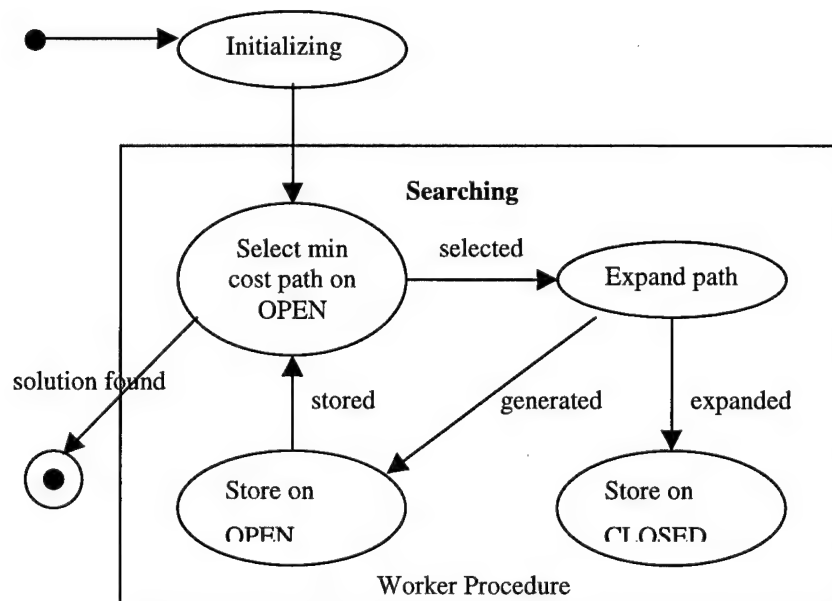 Initializing
Searching
Select min
cost path on
OPEN
selected
Expand path
solution found
stored
generated
expanded
Store on
OPEN
Store on
CLOSED
Worker Procedure